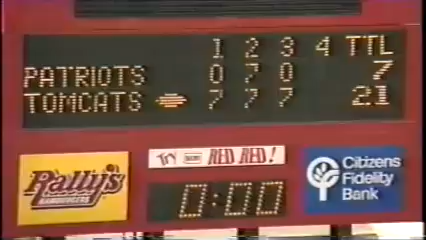 1 2 3 4 TTL
PATRIOTS 0 7 0 7
TOMCATS 7 7 7 21
Try RED RED!
Rally's
HAMBURGERS
0:00
Citizens
Fidelity
Bank